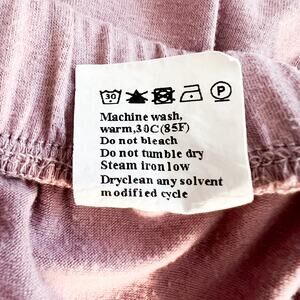 30 P
Machine wash,
warm,30C(85F)
Do not bleach
Do not tumble dry
Steam iron low
Dryclean any solvent
modified cycle